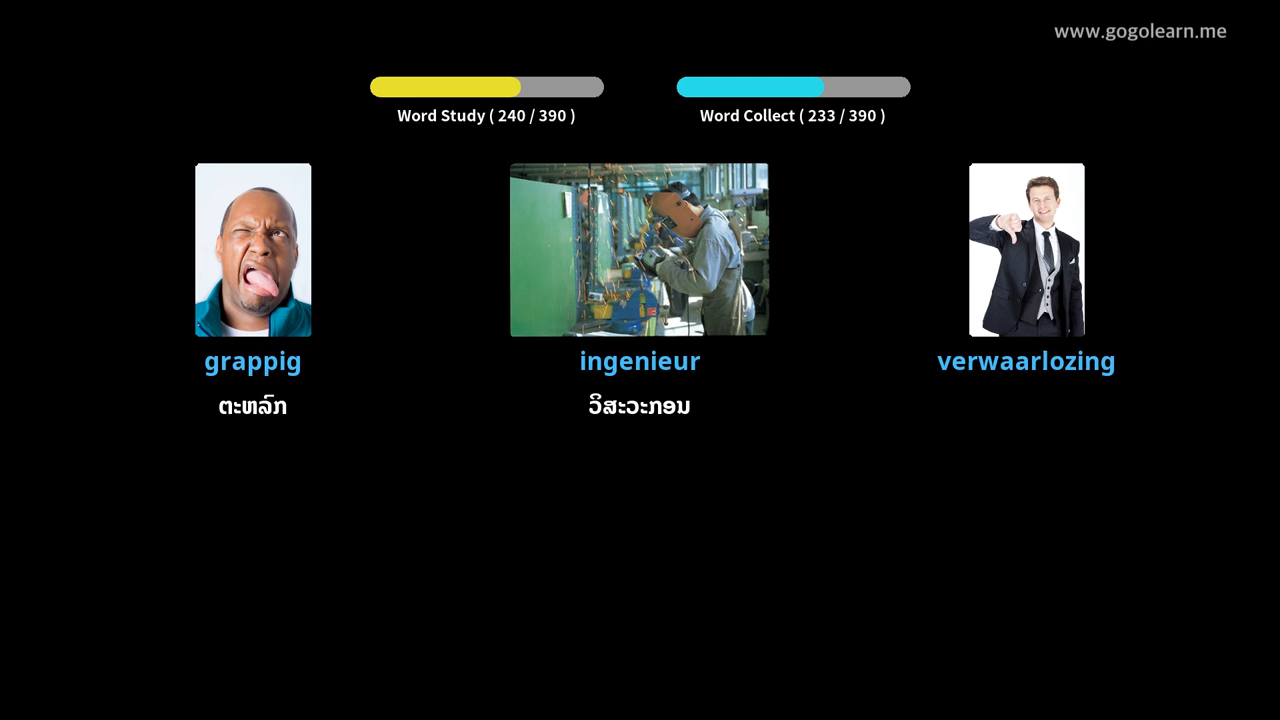 www.gogolearn.me
Word Study ( 240 / 390 )
Word Collect ( 233 / 390 )
grappig
ingenieur
verwaarlozing
ຕະຫລົກ
ວິສະວະກອນ